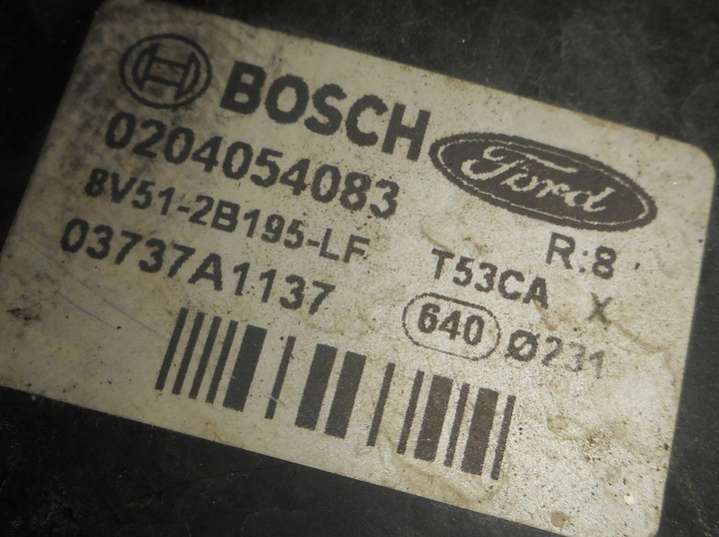 BOSCH
0204054083
Ford
8V51-2B195-LF
R:8
03737A1137
T53CA X
640 Ø231